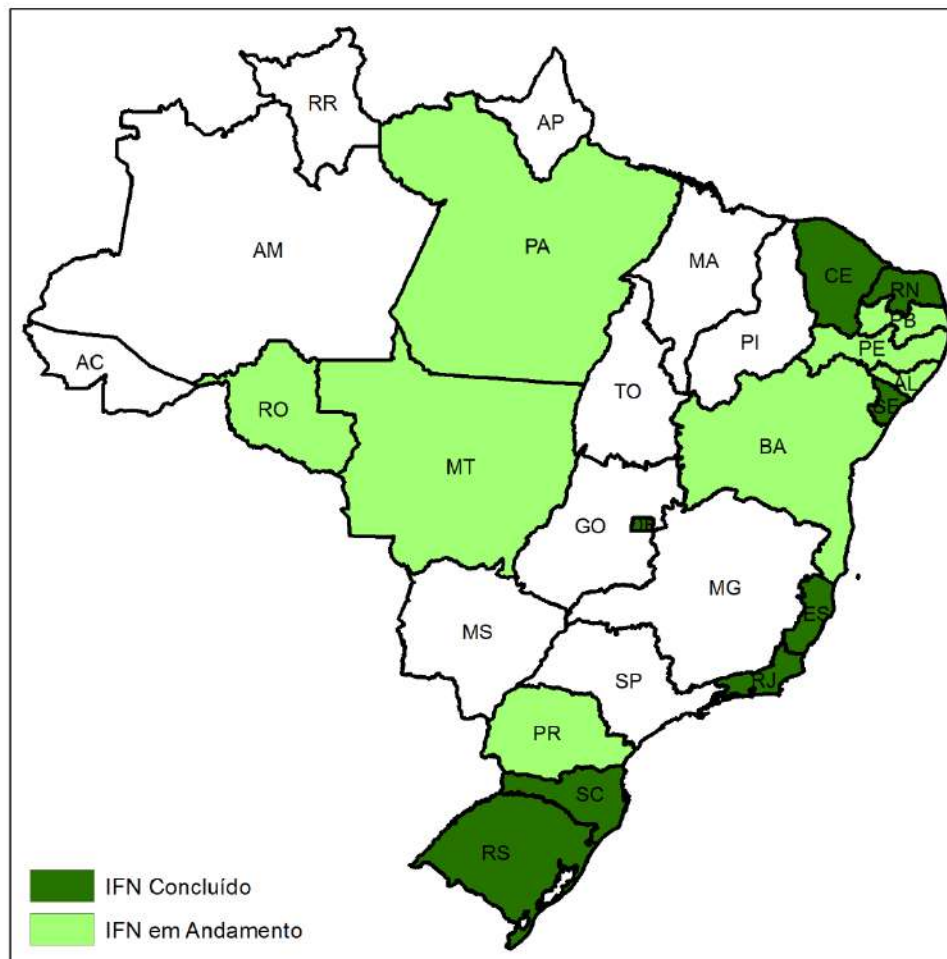 RR
AP
AM
PA
MA
CE
RN
PB
PI
PE
AC
TO
AL
RO
SE
BA
MT
GO
DF
MG
ES
MS
SP
RJ
PR
SC
RS
IFN Concluído
IFN em Andamento